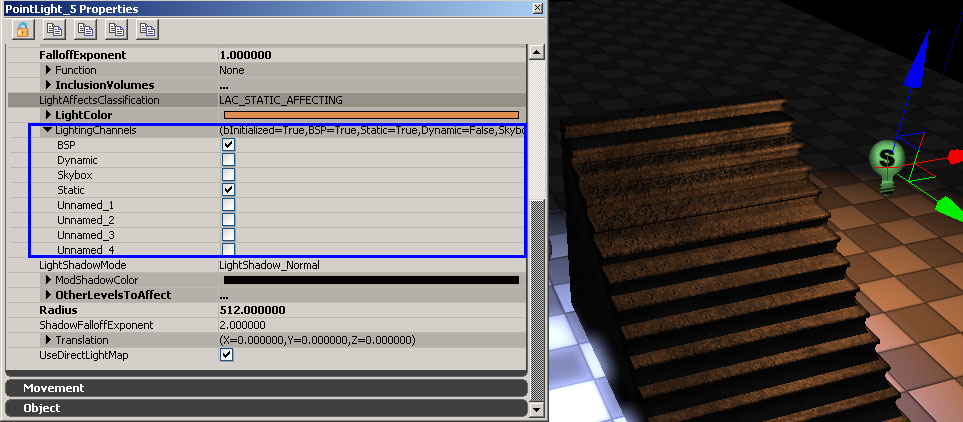 PointLight_5 Properties
FalloffExponent 1.000000
Function None
InclusionVolumes ...
LightAffectsClassification LAC_STATIC_AFFECTING
LightColor
LightingChannels (bInitialized=True,BSP=True,Static=True,Dynamic=False,Skybo
BSP
Dynamic
Skybox
Static
Unnamed_1
Unnamed_2
Unnamed_3
Unnamed_4
LightShadowMode LightShadow_Normal
ModShadowColor
OtherLevelsToAffect ...
Radius 512.000000
ShadowFalloffExponent 2.000000
Translation (X=0.000000,Y=0.000000,Z=0.000000)
UseDirectLightMap
Movement
Object
S